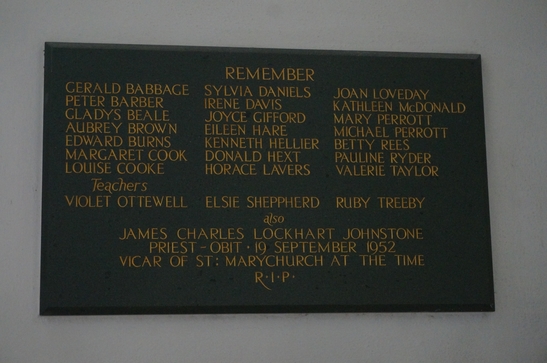 REMEMBER
GERALD BABBAGE SYLVIA DANIELS JOAN LOVEDAY
PETER BARBER IRENE DAVIS KATHLEEN McDONALD
GLADYS BEALE JOYCE GIFFORD MARY PERROTT
AUBREY BROWN EILEEN HARE MICHAEL PERROTT
EDWARD BURNS KENNETH HELLIER BETTY REES
MARGARET COOK DONALD HEXT PAULINE RYDER
LOUISE COOKE HORACE LAVERS VALERIE TAYLOR
Teachers
VIOLET OTTEWELL ELSIE SHEPPHERD RUBY TREEBY
also
JAMES CHARLES LOCKHART JOHNSTONE
PRIEST-OBIT · 19 SEPTEMBER 1952
VICAR OF ST: MARYCHURCH AT THE TIME
R·I·P·